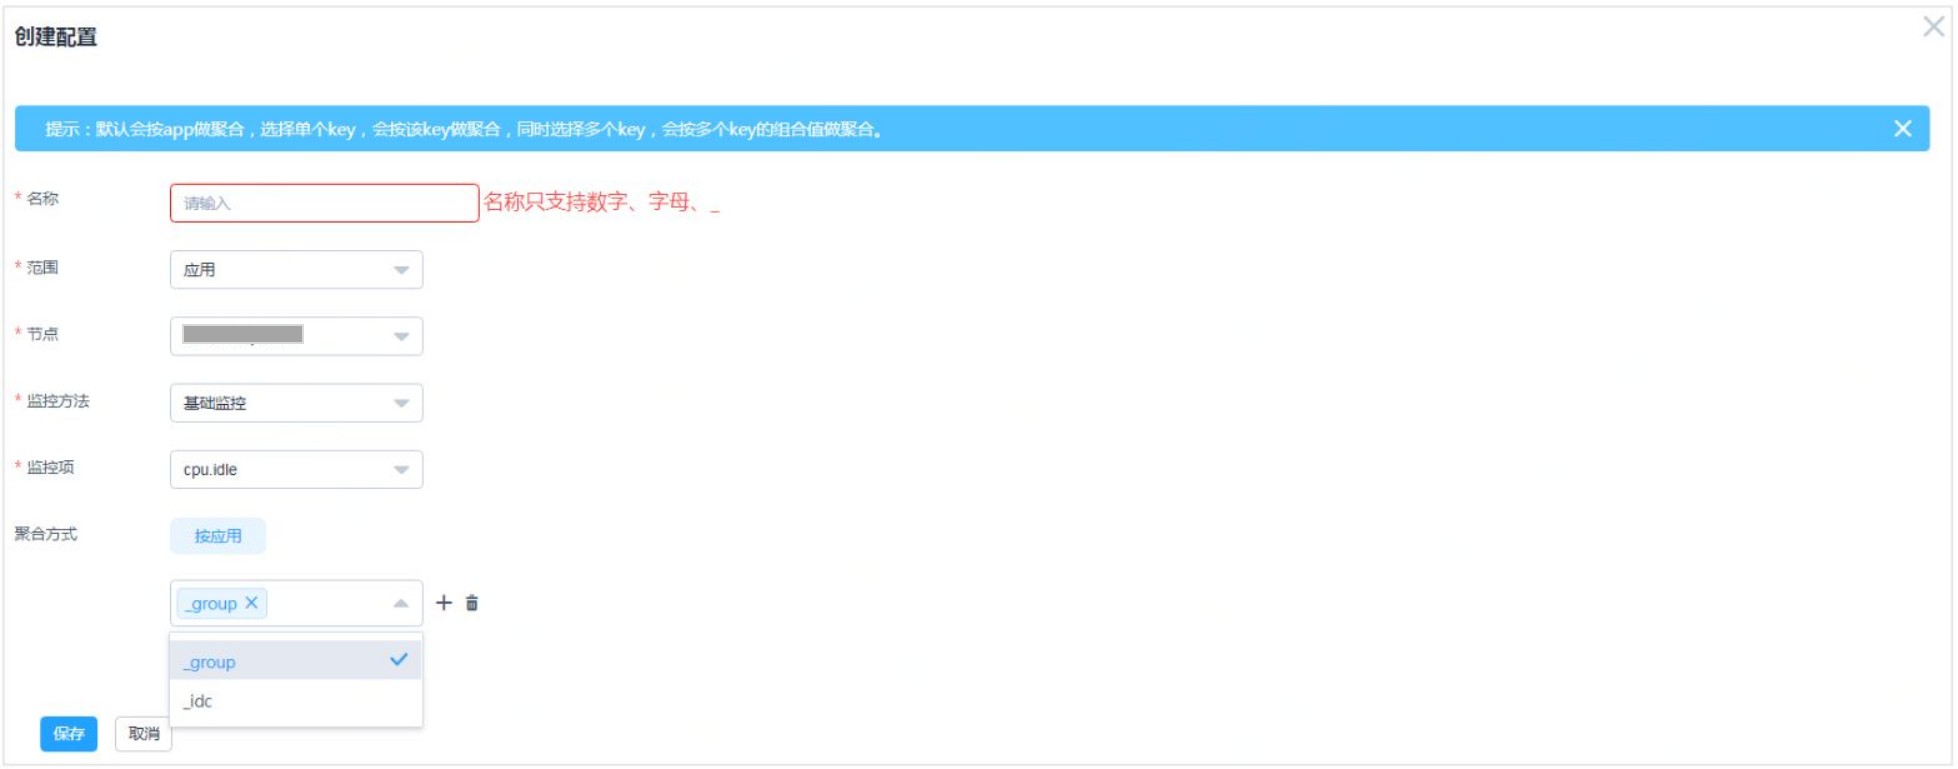 创建配置
提示：默认会按app做聚合，选择单个key，会按该key做聚合，同时选择多个key，会按多个key的组合值做聚合。
* 名称 请输入 名称只支持数字、字母、_
* 范围 应用
* 节点
* 监控方法 基础监控
* 监控项 cpu.idle
聚合方式 按应用
_group
_group
_idc
保存 取消